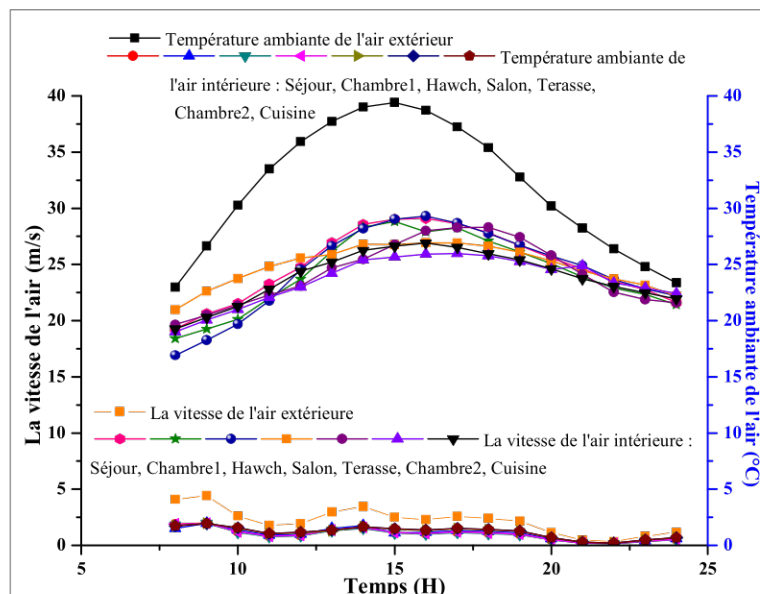 Température ambiante de l'air extérieur
Température ambiante de
l'air intérieure : Séjour, Chambre1, Hawch, Salon, Terasse,
Chambre2, Cuisine
40
35
30
25
20
15
10
5
0
La vitesse de l'air (m/s)
40
35
30
25
20
15
10
5
0
Température ambiante de l'air (°C)
La vitesse de l'air extérieure
La vitesse de l'air intérieure :
Séjour, Chambre1, Hawch, Salon, Terasse, Chambre2, Cuisine
5 10 15 20 25
Temps (H)